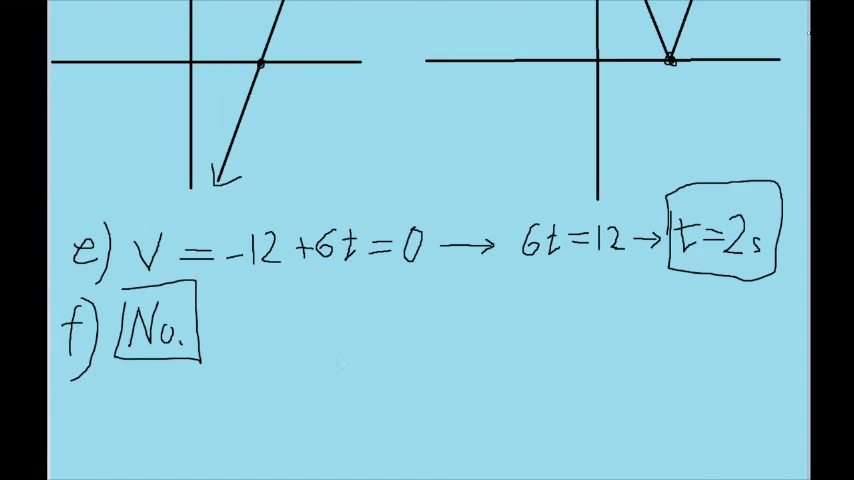 e) V = -12 + 6t = 0 → 6t = 12 → t = 2s
f) No.